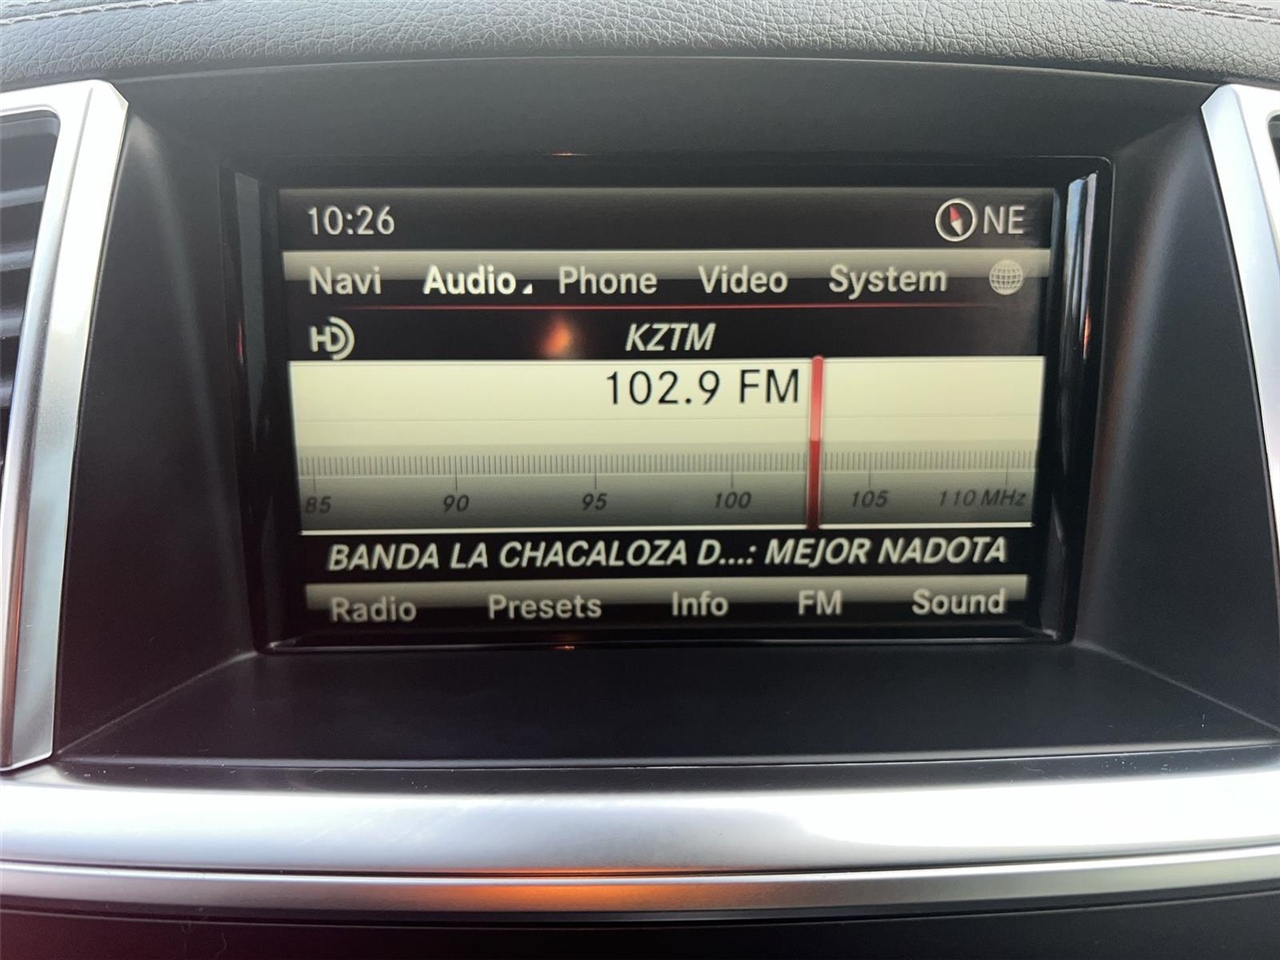 10:26 NE
Navi Audio Phone Video System
HD KZTM
102.9 FM
85 90 95 100 105 110 MHz
BANDA LA CHACALOZA D...: MEJOR NADOTA
Radio Presets Info FM Sound